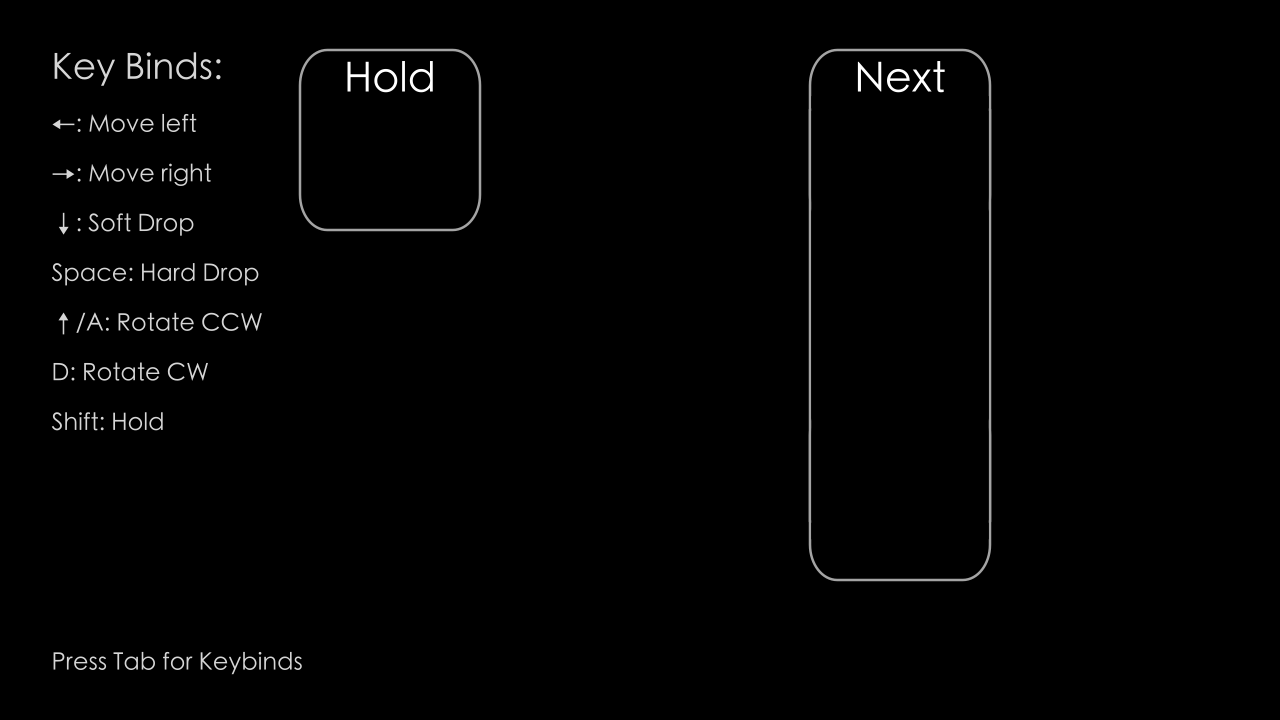 Key Binds:
←: Move left
→: Move right
↓: Soft Drop
Space: Hard Drop
↑/A: Rotate CCW
D: Rotate CW
Shift: Hold
Press Tab for Keybinds
Hold
Next